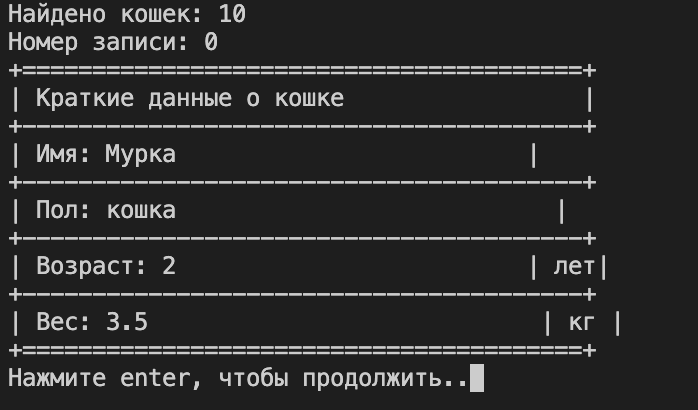 Найдено кошек: 10
Номер записи: 0
+========================================+
| Краткие данные о кошке                 |
+----------------------------------------+
| Имя: Мурка                         |
+----------------------------------------+
| Пол: кошка                           |
+----------------------------------------+
| Возраст: 2                         | лет|
+----------------------------------------+
| Вес: 3.5                            | кг |
+========================================+
Нажмите enter, чтобы продолжить..